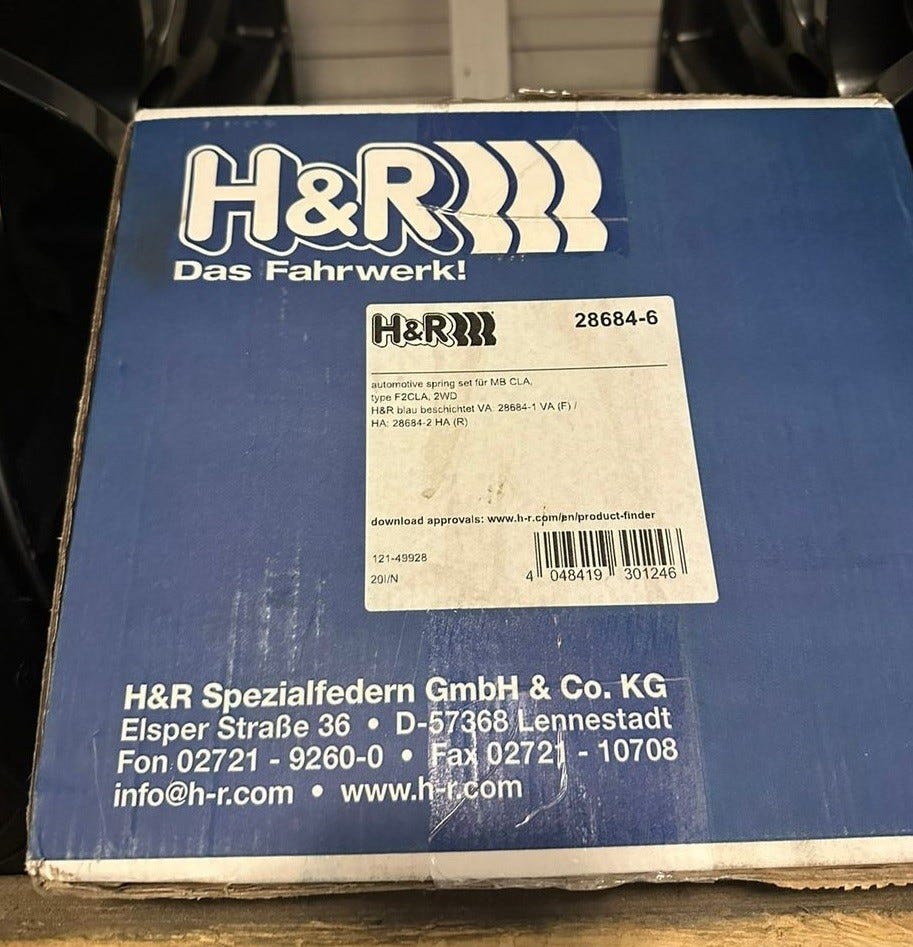 H&R
Das Fahrwerk!
H&R
28684-6
automotive spring set für MB CLA,
type F2CLA, 2WD
H&R blau beschichtet VA: 28684-1 VA (F) /
HA: 28684-2 HA (R)
download approvals: www.h-r.com/en/product-finder
121-49928
20I/N
4 048419 301246
H&R Spezialfedern GmbH & Co. KG
Elsper Straße 36 • D-57368 Lennestadt
Fon 02721 - 9260-0 • Fax 02721 - 10708
info@h-r.com • www.h-r.com